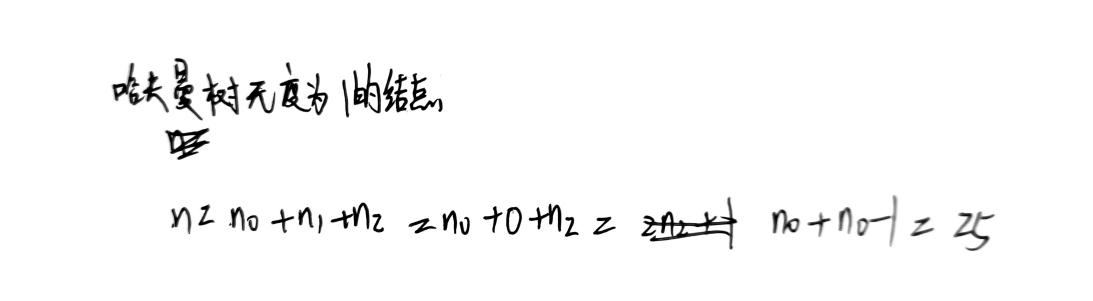 哈夫曼树无度为1的结点
n = n₀ + n₁ + n₂ = n₀ + 0 + n₂ = n₀ + n₀ - 1 = 25